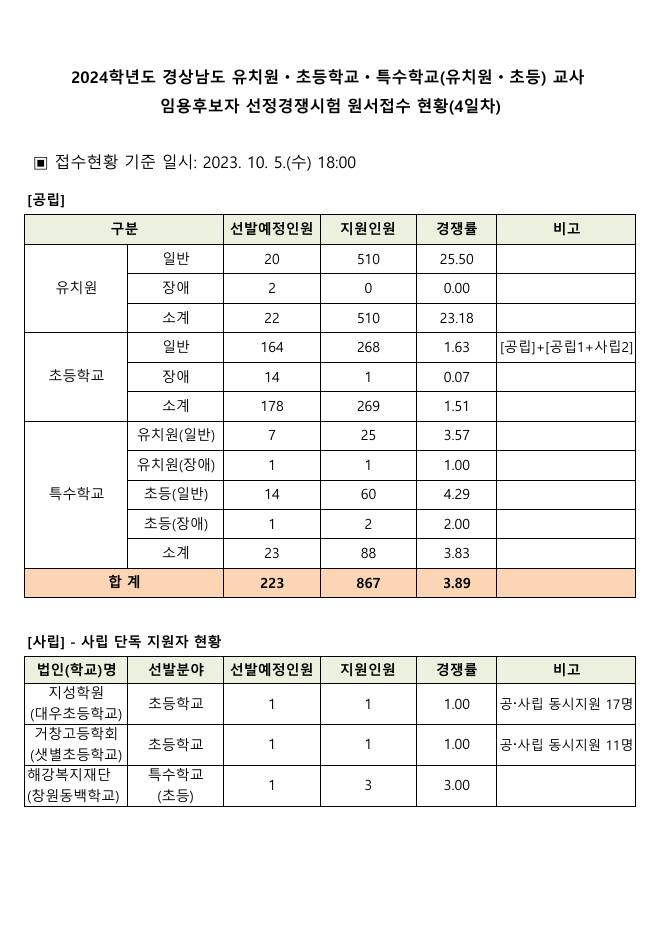 2024학년도 경상남도 유치원·초등학교·특수학교(유치원·초등) 교사
임용후보자 선정경쟁시험 원서접수 현황(4일차)
▣ 접수현황 기준 일시: 2023. 10. 5.(수) 18:00
[공립]
구분 선발예정인원 지원인원 경쟁률 비고
유치원 일반 20 510 25.50
장애 2 0 0.00
소계 22 510 23.18
초등학교 일반 164 268 1.63 [공립]+[공립1+사립2]
장애 14 1 0.07
소계 178 269 1.51
특수학교 유치원(일반) 7 25 3.57
유치원(장애) 1 1 1.00
초등(일반) 14 60 4.29
초등(장애) 1 2 2.00
소계 23 88 3.83
합 계 223 867 3.89
[사립] - 사립 단독 지원자 현황
법인(학교)명 선발분야 선발예정인원 지원인원 경쟁률 비고
지성학원
(대우초등학교) 초등학교 1 1 1.00 공·사립 동시지원 17명
거창고등학회
(샛별초등학교) 초등학교 1 1 1.00 공·사립 동시지원 11명
해강복지재단
(창원동백학교) 특수학교
(초등) 1 3 3.00